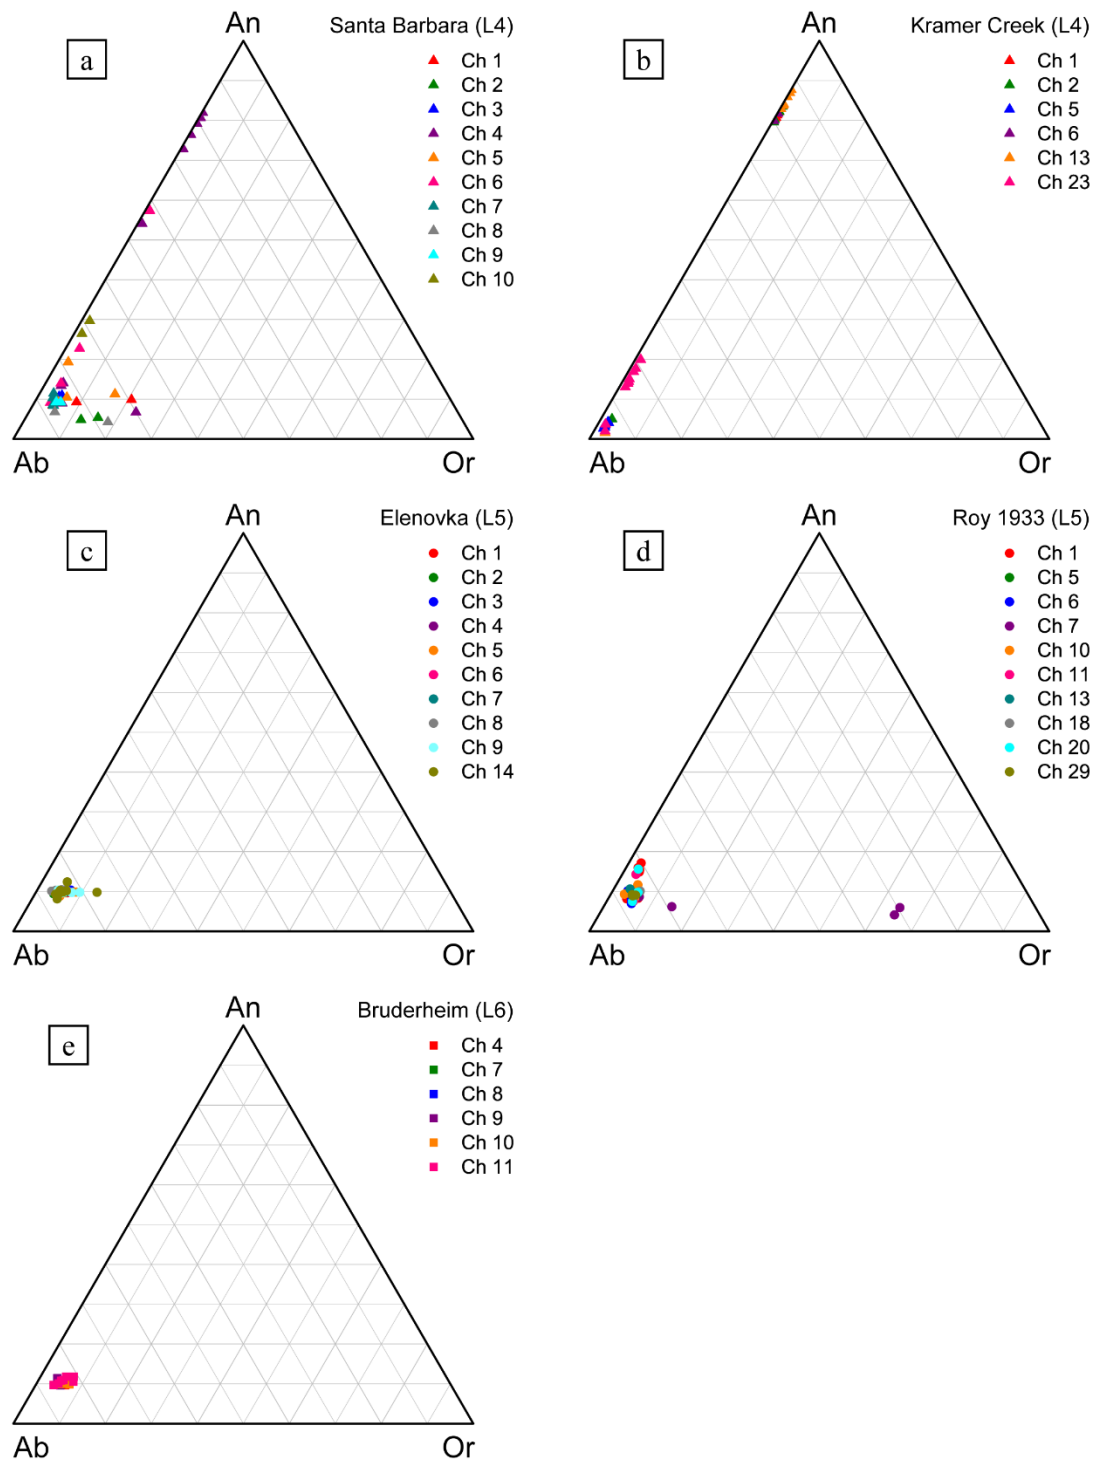 An
Santa Barbara (L4)
a
Ch 1
Ch 2
Ch 3
Ch 4
Ch 5
Ch 6
Ch 7
Ch 8
Ch 9
Ch 10
Ab
Or
An
Kramer Creek (L4)
b
Ch 1
Ch 2
Ch 5
Ch 6
Ch 13
Ch 23
Ab
Or
An
Elenovka (L5)
c
Ch 1
Ch 2
Ch 3
Ch 4
Ch 5
Ch 6
Ch 7
Ch 8
Ch 9
Ch 14
Ab
Or
An
Roy 1933 (L5)
d
Ch 1
Ch 5
Ch 6
Ch 7
Ch 10
Ch 11
Ch 13
Ch 18
Ch 20
Ch 29
Ab
Or
An
Bruderheim (L6)
e
Ch 4
Ch 7
Ch 8
Ch 9
Ch 10
Ch 11
Ab
Or